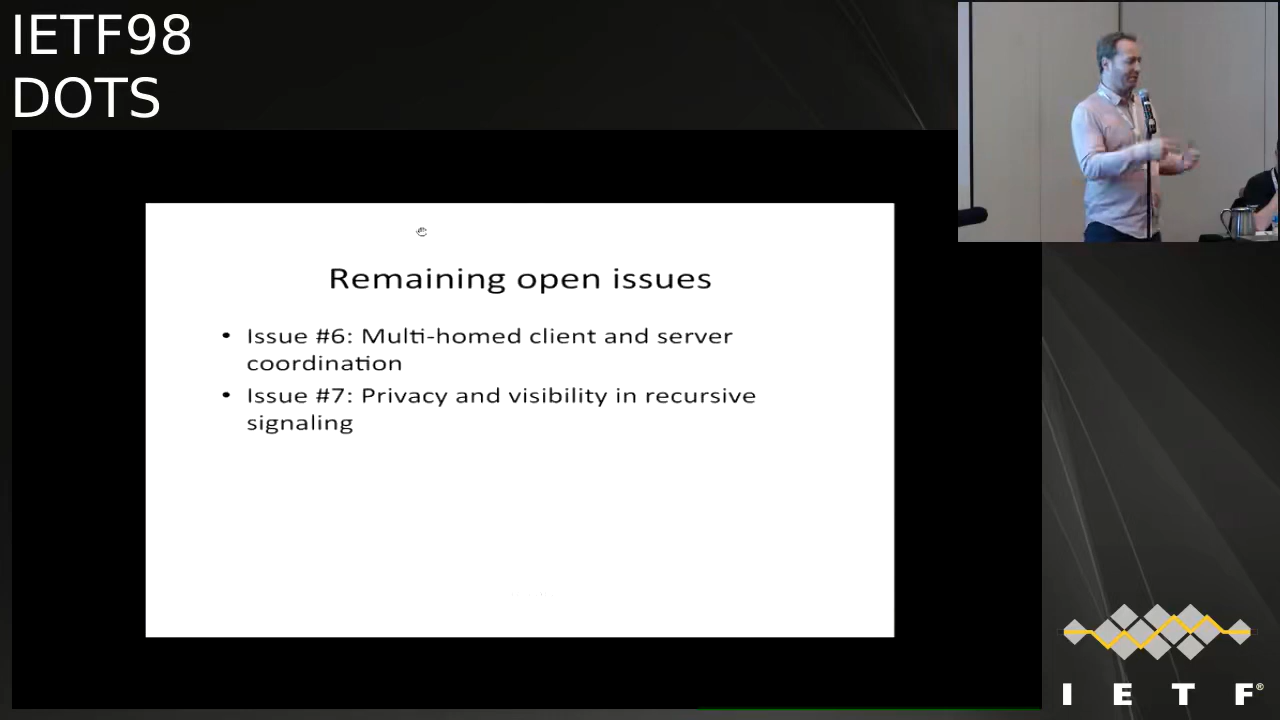 IETF98
DOTS
Remaining open issues
• Issue #6: Multi-homed client and server
coordination
• Issue #7: Privacy and visibility in recursive
signaling
I E T F®